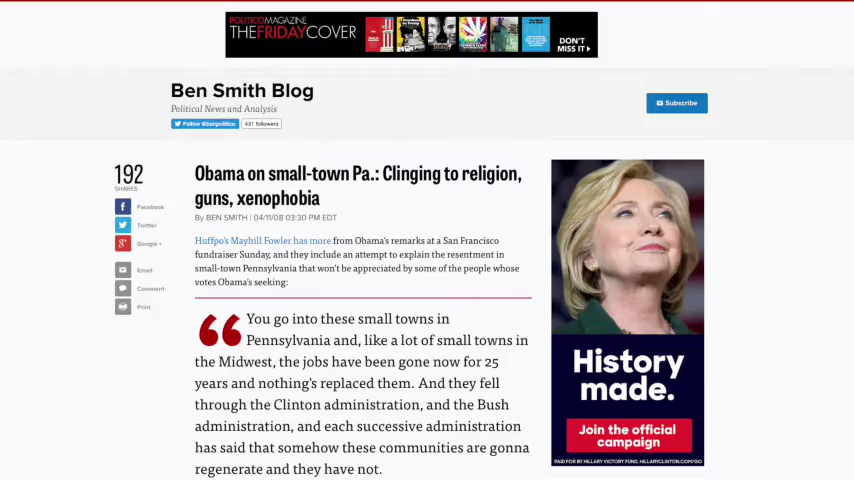 POLITICO MAGAZINE
THE FRIDAY COVER
DON'T
MISS IT
Ben Smith Blog
Political News and Analysis
Follow @benpolitico
431 followers
Subscribe
192
SHARES
Facebook
Twitter
Google +
Email
Comment
Print
Obama on small-town Pa.: Clinging to religion,
guns, xenophobia
By BEN SMITH | 04/11/08 03:30 PM EDT
Huffpo's Mayhill Fowler has more from Obama's remarks at a San Francisco
fundraiser Sunday, and they include an attempt to explain the resentment in
small-town Pennsylvania that won't be appreciated by some of the people whose
votes Obama's seeking:
You go into these small towns in
Pennsylvania and, like a lot of small towns in
the Midwest, the jobs have been gone now for 25
years and nothing's replaced them. And they fell
through the Clinton administration, and the Bush
administration, and each successive administration
has said that somehow these communities are gonna
regenerate and they have not.
History
made.
Join the official
campaign
PAID FOR BY HILLARY VICTORY FUND, HILLARYCLINTON.COM/GO